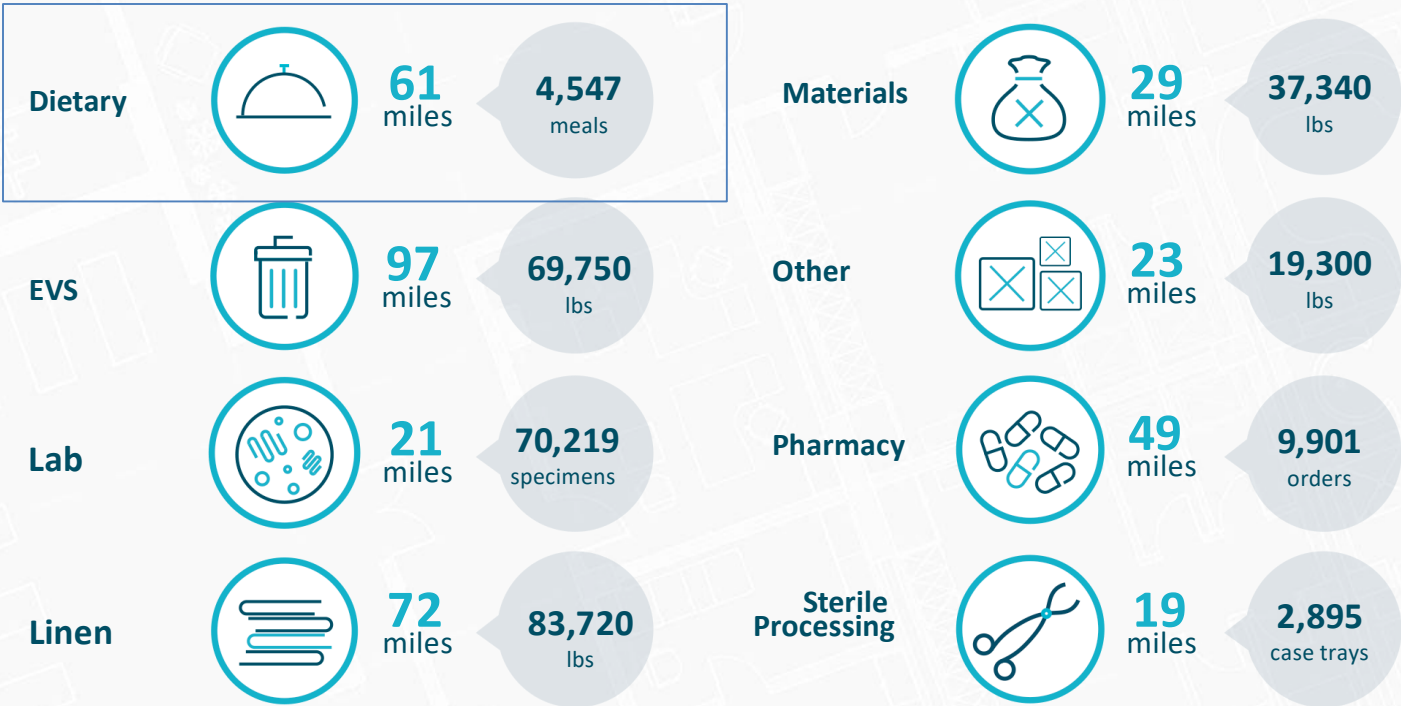 Dietary
61
miles
4,547
meals
EVS
97
miles
69,750
lbs
Lab
21
miles
70,219
specimens
Linen
72
miles
83,720
lbs
Materials
29
miles
37,340
lbs
Other
23
miles
19,300
lbs
Pharmacy
49
miles
9,901
orders
Sterile
Processing
19
miles
2,895
case trays